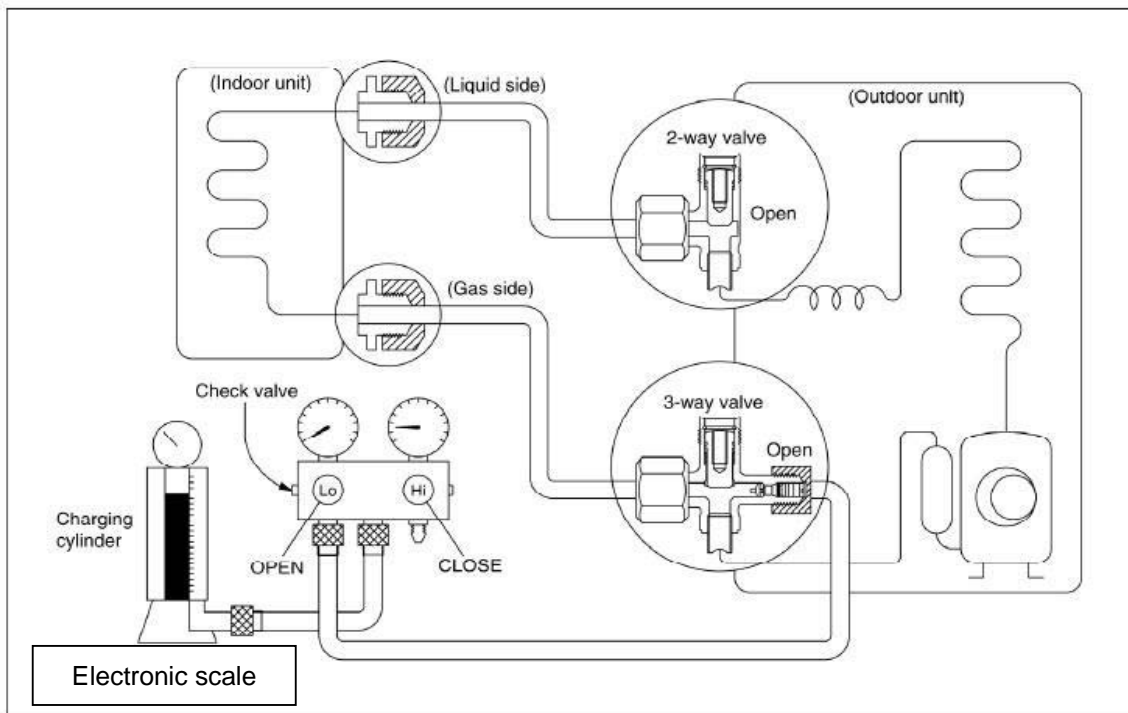 (Indoor unit)
(Liquid side)
(Outdoor unit)
2-way valve
Open
(Gas side)
Check valve
3-way valve
Open
Lo
Hi
Charging
cylinder
OPEN
CLOSE
Electronic scale